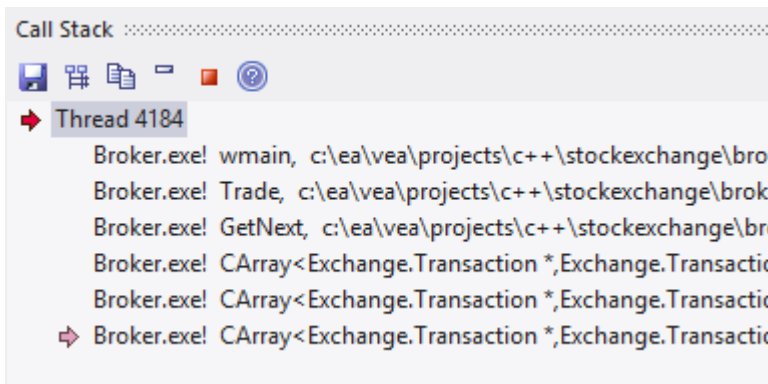 Call Stack
Thread 4184
Broker.exe! wmain, c:\ea\vea\projects\c++\stockexchange\bro
Broker.exe! Trade, c:\ea\vea\projects\c++\stockexchange\brok
Broker.exe! GetNext, c:\ea\vea\projects\c++\stockexchange\br
Broker.exe! CArray<Exchange.Transaction *,Exchange.Transactio
Broker.exe! CArray<Exchange.Transaction *,Exchange.Transactio
Broker.exe! CArray<Exchange.Transaction *,Exchange.Transactio